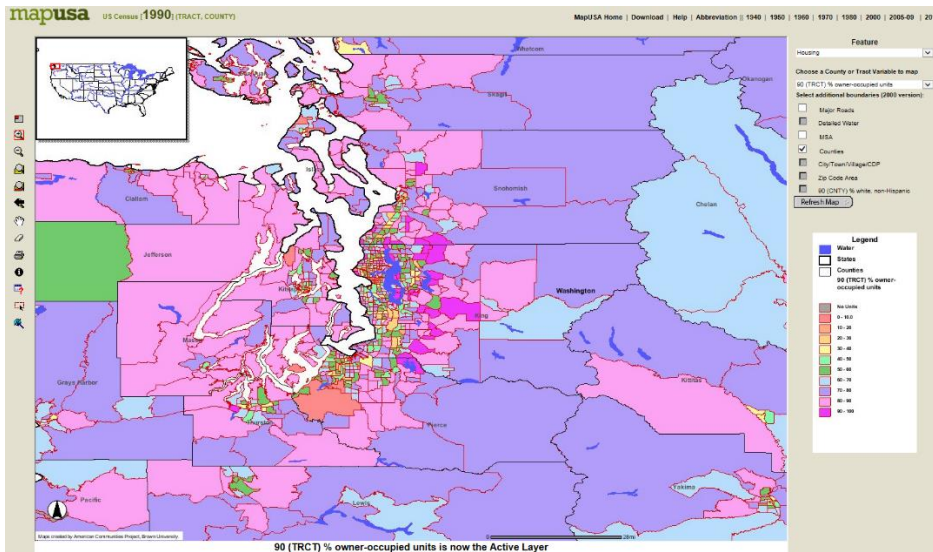 mapusa US Census [1990] (TRACT, COUNTY)
MapUSA Home | Download | Help | Abbreviation || 1940 | 1950 | 1960 | 1970 | 1980 | 2000 | 2005-09 | 20
Feature
Housing
Choose a County or Tract Variable to map
90 (TRCT) % owner-occupied units
Select additional boundaries (2000 version):
Major Roads
Detailed Water
MSA
Counties
City/Town/Village/CDP
Zip Code Area
90 (CNTY) % white, non-Hispanic
Refresh Map
Legend
Water
States
Counties
90 (TRCT) % owner-
occupied units
No Units
0 - 10.0
10 - 20
20 - 30
30 - 40
40 - 50
50 - 60
60 - 70
70 - 80
80 - 90
90 - 100
Whatcom
Okanogan
Skagit
Island
Snohomish
Clallam
Chelan
Jefferson
Washington
King
Mason
Grays Harbor
Kittitas
Thurston
Pierce
Pacific
Lewis
Yakima
0 20mi
Maps created by American Communities Project, Brown University.
90 (TRCT) % owner-occupied units is now the Active Layer